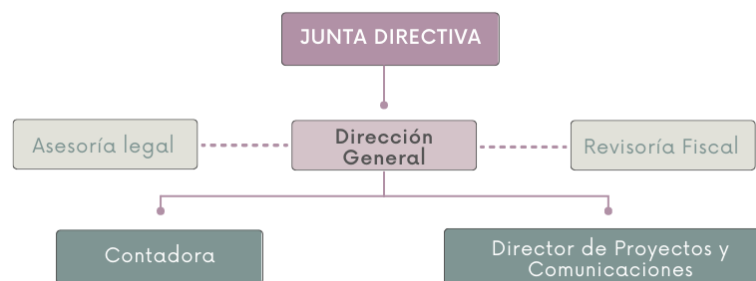 JUNTA DIRECTIVA
Asesoría legal
Dirección
General
Revisoría Fiscal
Contadora
Director de Proyectos y
Comunicaciones